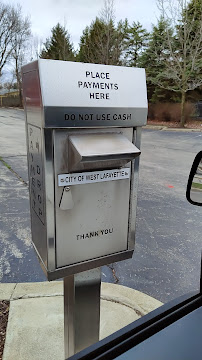 PLACE
PAYMENTS
HERE
DO NOT USE CASH
CITY OF WEST LAFAYETTE
THANK YOU